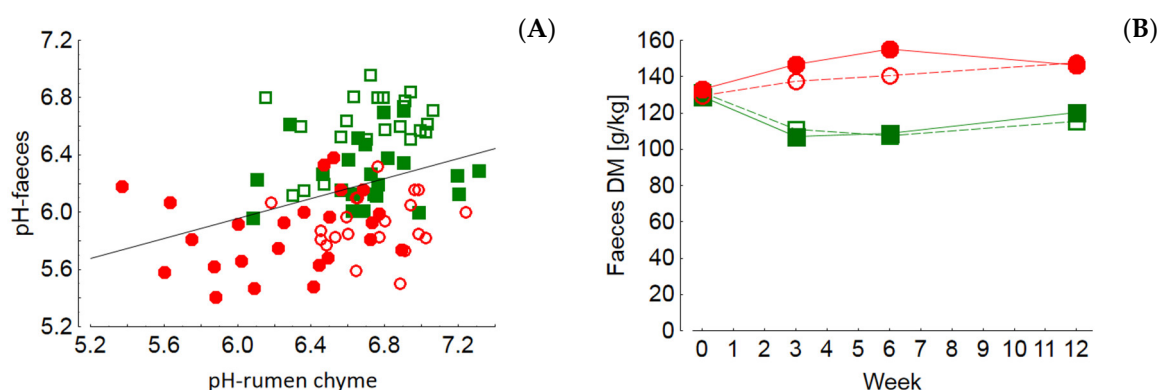 (A)
pH-faeces
7.2
6.8
6.4
6.0
5.6
5.2
5.2 5.6 6.0 6.4 6.8 7.2
pH-rumen chyme
(B)
Faeces DM [g/kg]
160
140
120
100
80
60
40
20
0
0 1 2 3 4 5 6 7 8 9 10 11 12
Week